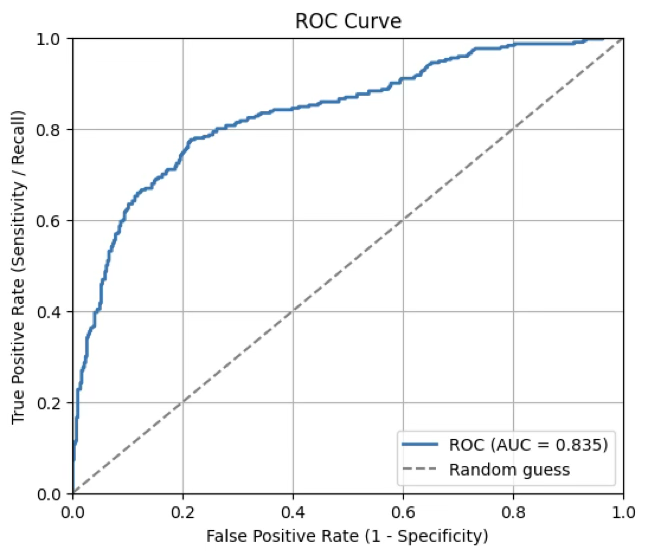 ROC Curve
1.0
0.8
0.6
0.4
0.2
0.0
True Positive Rate (Sensitivity / Recall)
ROC (AUC = 0.835)
Random guess
0.0 0.2 0.4 0.6 0.8 1.0
False Positive Rate (1 - Specificity)